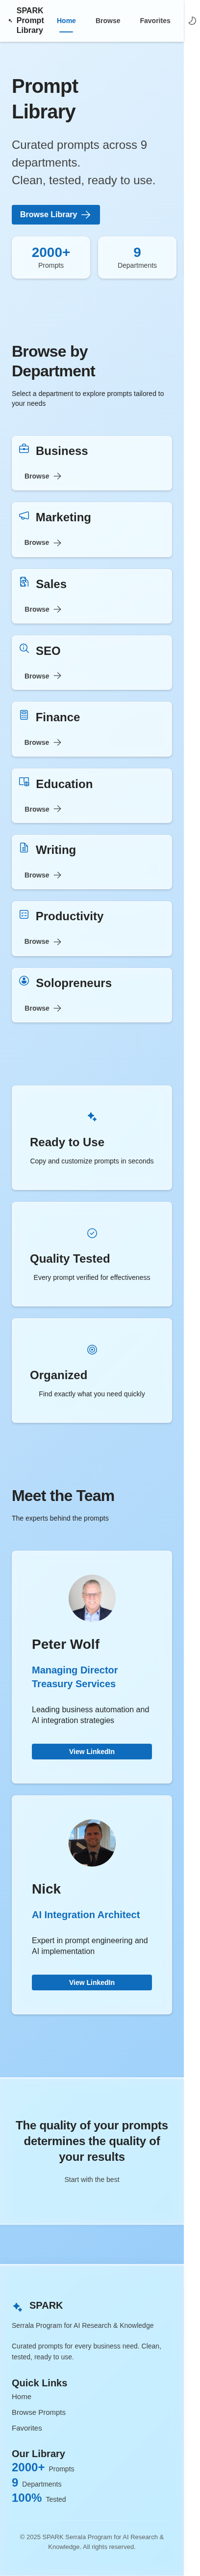 SPARK
Prompt
Library
Home
Browse
Favorites
Prompt
Library
Curated prompts across 9
departments.
Clean, tested, ready to use.
Browse Library
2000+
Prompts
9
Departments
Browse by
Department
Select a department to explore prompts tailored to
your needs
Business
Browse
Marketing
Browse
Sales
Browse
SEO
Browse
Finance
Browse
Education
Browse
Writing
Browse
Productivity
Browse
Solopreneurs
Browse
Ready to Use
Copy and customize prompts in seconds
Quality Tested
Every prompt verified for effectiveness
Organized
Find exactly what you need quickly
Meet the Team
The experts behind the prompts
Peter Wolf
Managing Director
Treasury Services
Leading business automation and
AI integration strategies
View LinkedIn
Nick
AI Integration Architect
Expert in prompt engineering and
AI implementation
View LinkedIn
The quality of your prompts
determines the quality of
your results
Start with the best
SPARK
Serrala Program for AI Research & Knowledge
Curated prompts for every business need. Clean,
tested, ready to use.
Quick Links
Home
Browse Prompts
Favorites
Our Library
2000+ Prompts
9 Departments
100% Tested
© 2025 SPARK Serrala Program for AI Research &
Knowledge. All rights reserved.